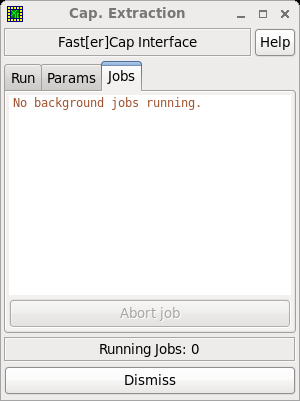 Cap. Extraction
Fast[er]Cap Interface
Help
Run
Params
Jobs
No background jobs running.
Abort job
Running Jobs: 0
Dismiss